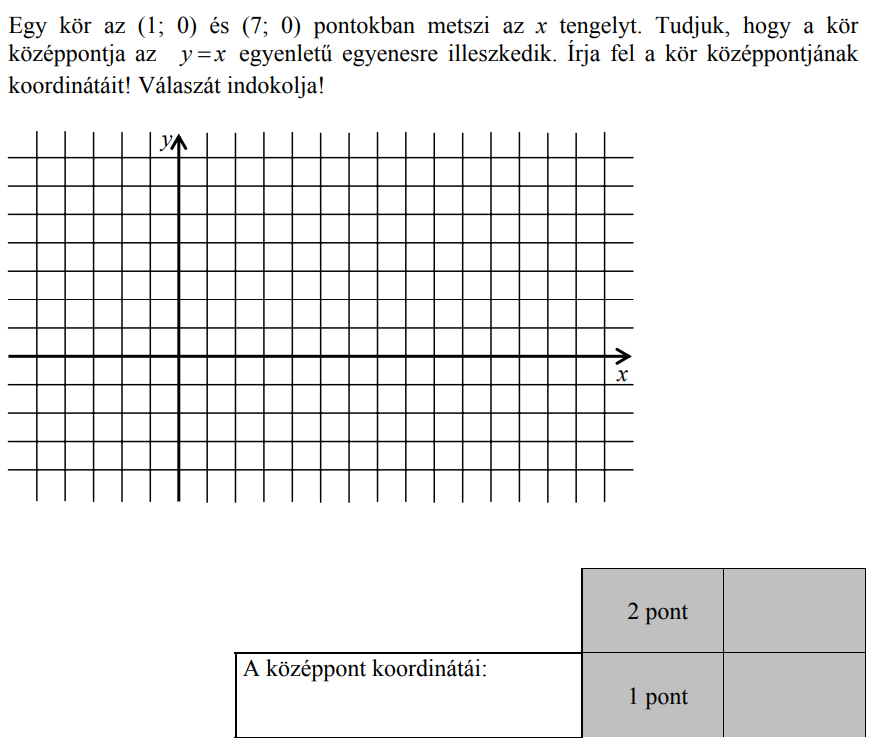 Egy kör az (1; 0) és (7; 0) pontokban metszi az x tengelyt. Tudjuk, hogy a kör
középpontja az y = x egyenletű egyenesre illeszkedik. Írja fel a kör középpontjának
koordinátáit! Válaszát indokolja!
y
x
2 pont
A középpont koordinátái:
1 pont